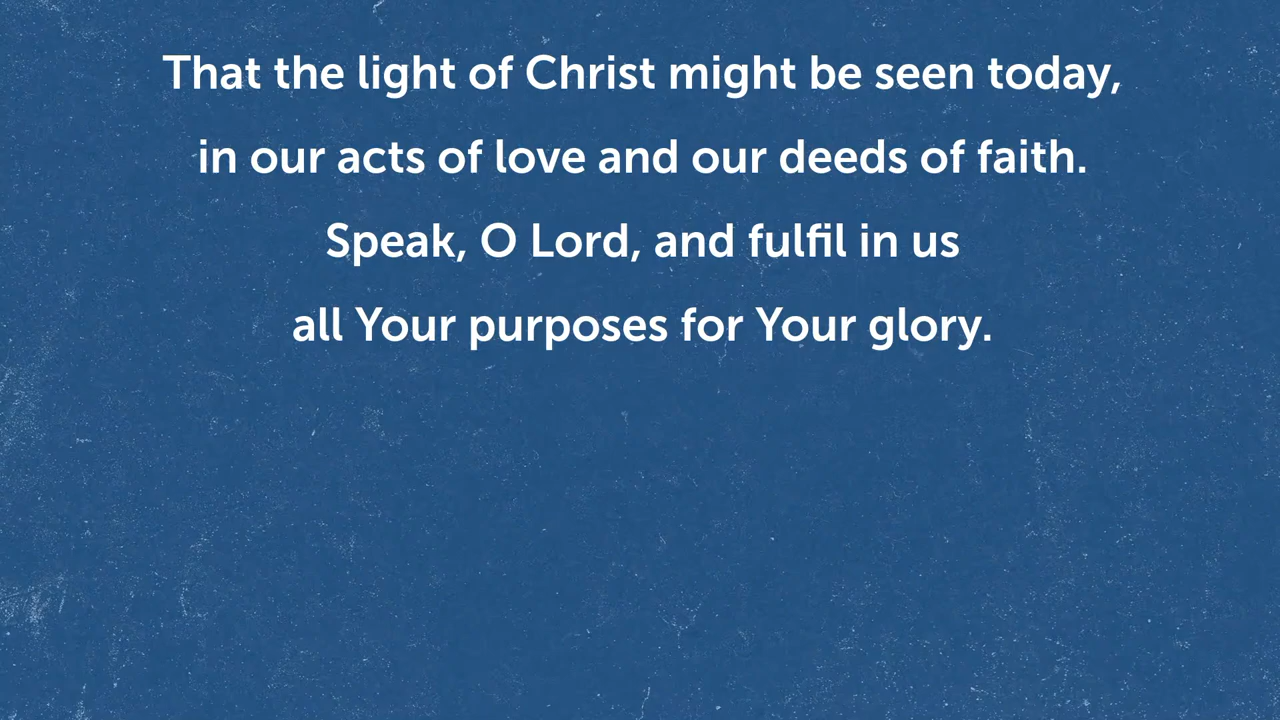 That the light of Christ might be seen today,
in our acts of love and our deeds of faith.
Speak, O Lord, and fulfil in us
all Your purposes for Your glory.